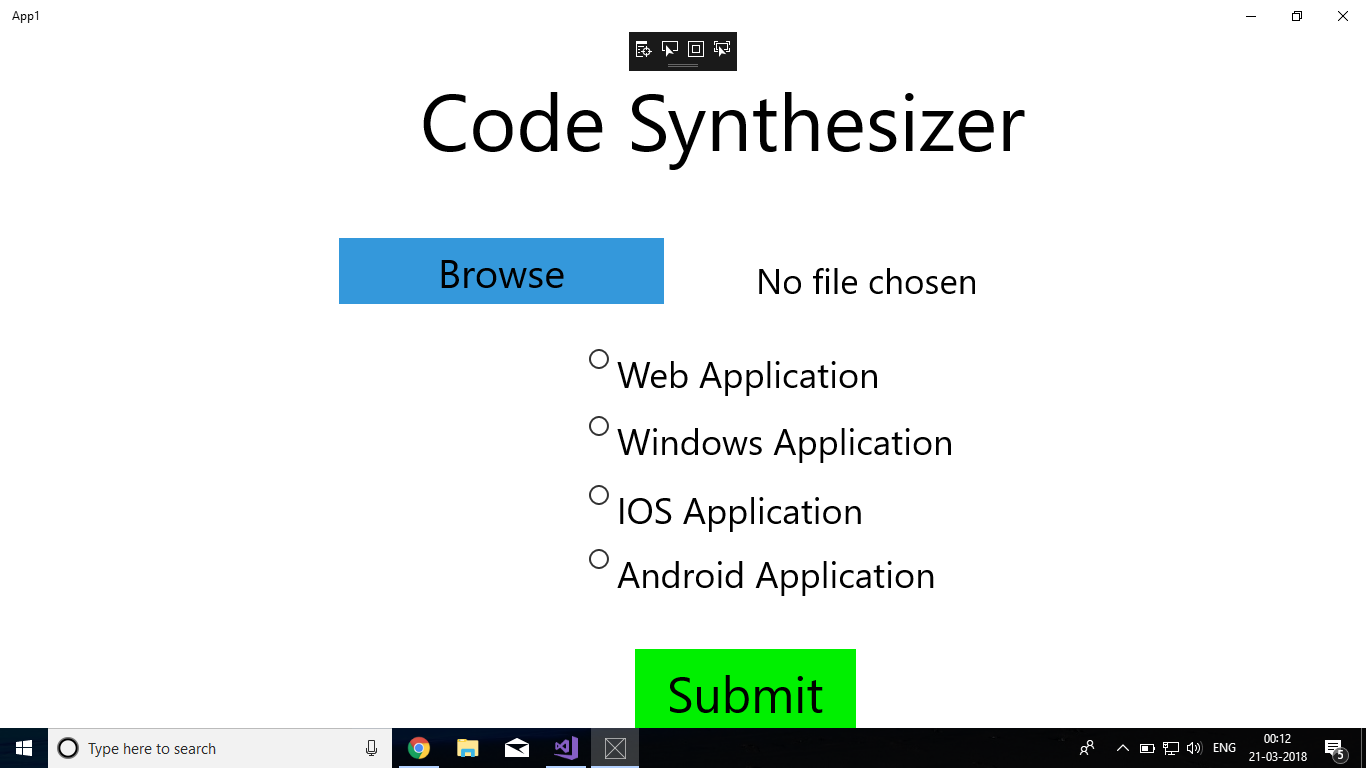 App1
Code Synthesizer
Browse
No file chosen
Web Application
Windows Application
IOS Application
Android Application
Submit
Type here to search
ENG
00:12
21-03-2018
5